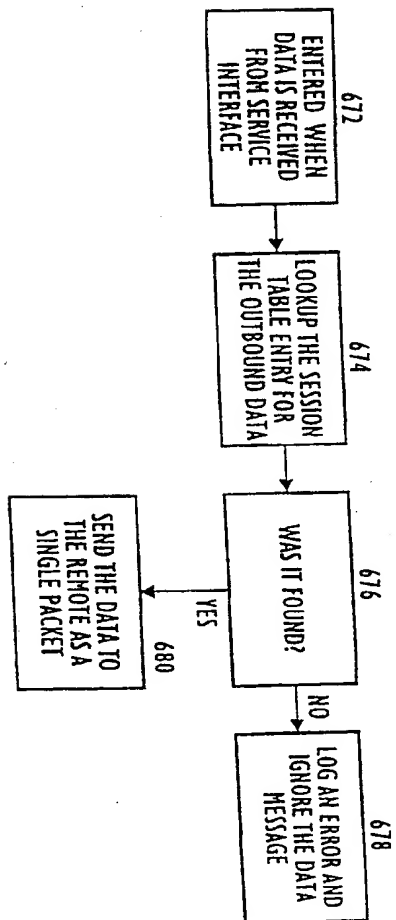 672
ENTERED WHEN
DATA IS RECEIVED
FROM SERVICE
INTERFACE
674
LOOKUP THE SESSION
TABLE ENTRY FOR
THE OUTBOUND DATA
676
WAS IT FOUND?
NO
678
LOG AN ERROR AND
IGNORE THE DATA
MESSAGE
YES
680
SEND THE DATA TO
THE REMOTE AS A
SINGLE PACKET